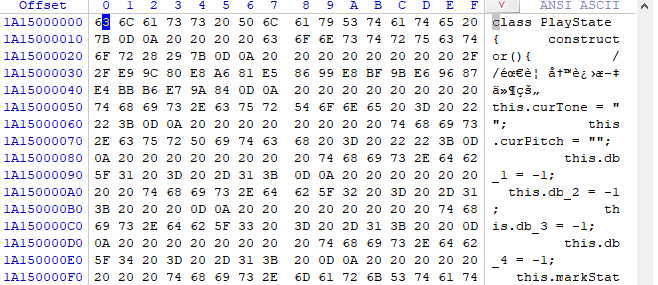 Offset 0 1 2 3 4 5 6 7 8 9 A B C D E F ANSI ASCII
1A15000000 63 6C 61 73 73 20 50 6C 61 79 53 74 61 74 65 20 class PlayState
1A15000010 7B 0D 0A 20 20 20 20 63 6F 6E 73 74 72 75 63 74 { construct
1A15000020 6F 72 28 29 7B 0D 0A 20 20 20 20 20 20 20 20 2F or(){ /
1A15000030 2F E9 9C 80 E8 A6 81 E5 86 99 E8 BF 9B E6 96 87 /éœ€è¦ å†™è¿›æ–‡
1A15000040 E4 BB B6 E7 9A 84 0D 0A 20 20 20 20 20 20 20 20 ä»¶çš„
1A15000050 74 68 69 73 2E 63 75 72 54 6F 6E 65 20 3D 20 22 this.curTone = "
1A15000060 22 3B 0D 0A 20 20 20 20 20 20 20 20 74 68 69 73 "; this
1A15000070 2E 63 75 72 50 69 74 63 68 20 3D 20 22 22 3B 0D .curPitch = "";
1A15000080 0A 20 20 20 20 20 20 20 20 74 68 69 73 2E 64 62 this.db
1A15000090 5F 31 20 3D 20 2D 31 3B 0D 0A 20 20 20 20 20 20 _1 = -1;
1A150000A0 20 20 74 68 69 73 2E 64 62 5F 32 20 3D 20 2D 31 this.db_2 = -1
1A150000B0 3B 20 20 20 0D 0A 20 20 20 20 20 20 20 20 74 68 ; th
1A150000C0 69 73 2E 64 62 5F 33 20 3D 20 2D 31 3B 20 20 0D is.db_3 = -1;
1A150000D0 0A 20 20 20 20 20 20 20 20 74 68 69 73 2E 64 62 this.db
1A150000E0 5F 34 20 3D 20 2D 31 3B 20 0D 0A 20 20 20 20 20 _4 = -1;
1A150000F0 20 20 20 74 68 69 73 2E 6D 61 72 6B 53 74 61 74 this.markStat